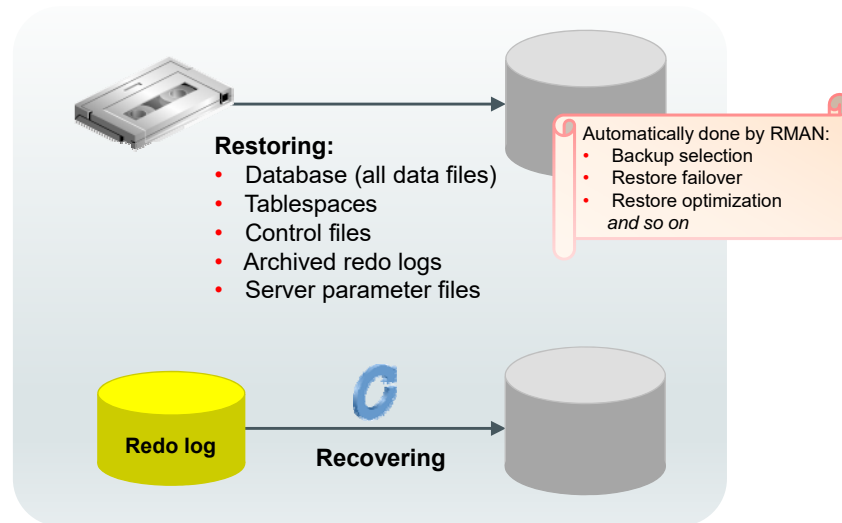 Restoring:
• Database (all data files)
• Tablespaces
• Control files
• Archived redo logs
• Server parameter files
Automatically done by RMAN:
• Backup selection
• Restore failover
• Restore optimization
and so on
Redo log
Recovering